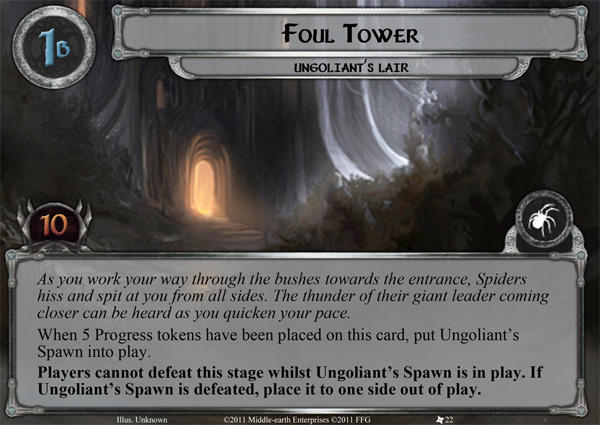 1B
FOUL TOWER
UNGOLIANT'S LAIR
10
As you work your way through the bushes towards the entrance, Spiders
hiss and spit at you from all sides. The thunder of their giant leader coming
closer can be heard as you quicken your pace.
When 5 Progress tokens have been placed on this card, put Ungoliant's
Spawn into play.
Players cannot defeat this stage whilst Ungoliant's Spawn is in play. If
Ungoliant's Spawn is defeated, place it to one side out of play.
Illus. Unknown ©2011 Middle-earth Enterprises ©2011 FFG 22